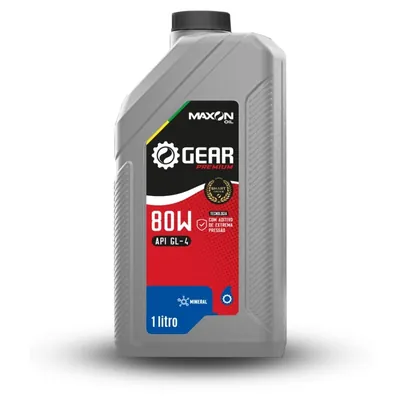 MAXON
OIL
GEAR
PREMIUM
80W
API GL-4
TECNOLOGIA
COM ADITIVO
DE EXTREMA
PRESSÃO
MINERAL
1 litro